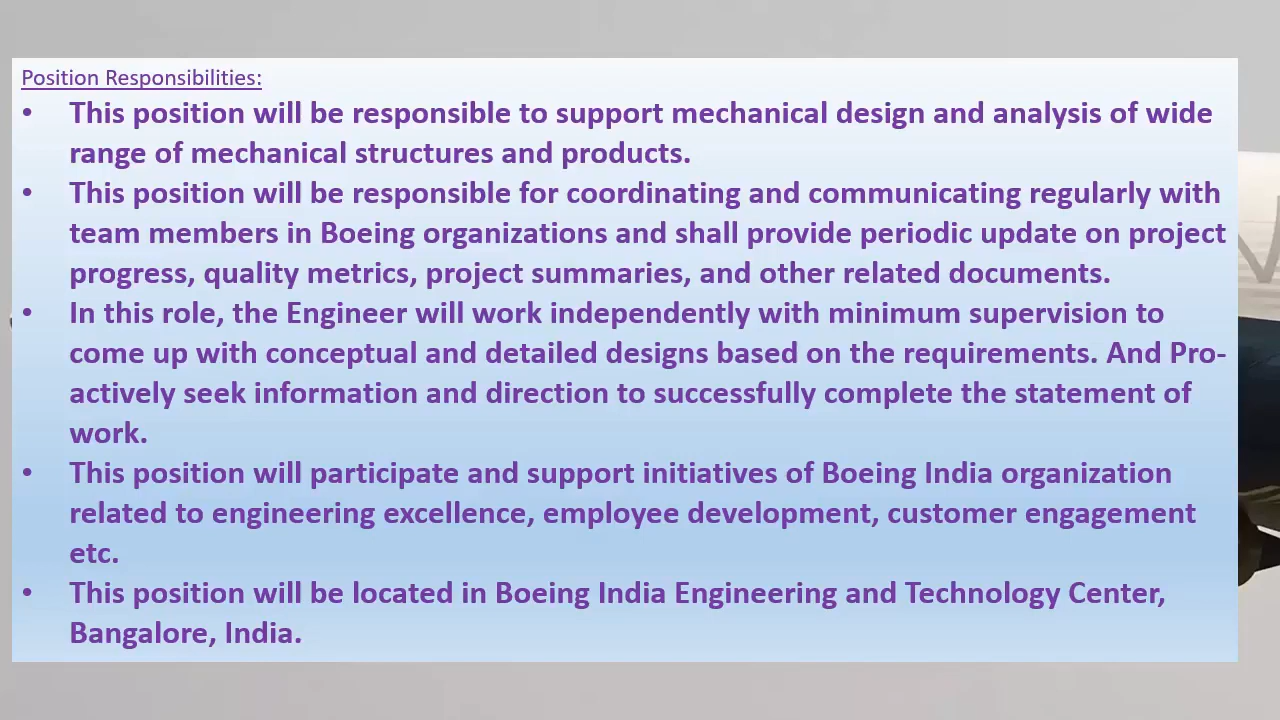 Position Responsibilities:
• This position will be responsible to support mechanical design and analysis of wide
range of mechanical structures and products.
• This position will be responsible for coordinating and communicating regularly with
team members in Boeing organizations and shall provide periodic update on project
progress, quality metrics, project summaries, and other related documents.
• In this role, the Engineer will work independently with minimum supervision to
come up with conceptual and detailed designs based on the requirements. And Pro-
actively seek information and direction to successfully complete the statement of
work.
• This position will participate and support initiatives of Boeing India organization
related to engineering excellence, employee development, customer engagement
etc.
• This position will be located in Boeing India Engineering and Technology Center,
Bangalore, India.